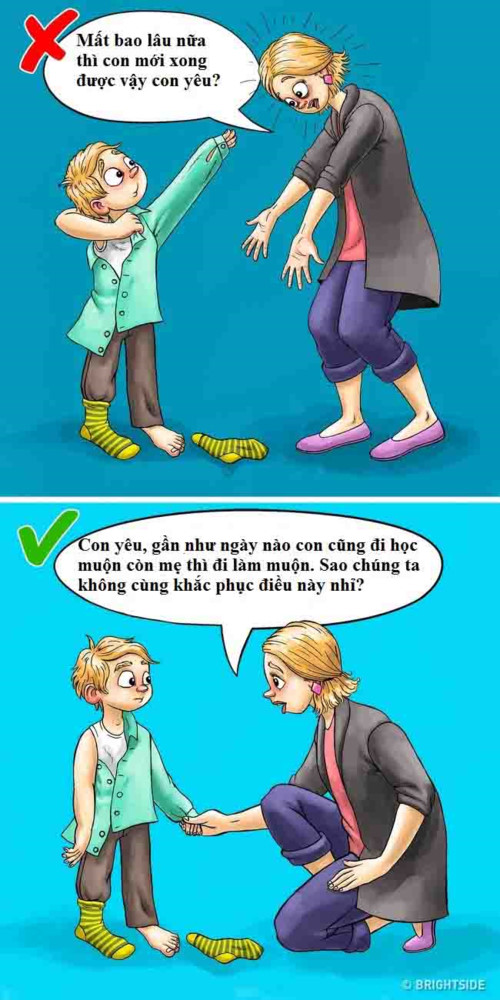 Mất bao lâu nữa
thì con mới xong
được vậy con yêu?
Con yêu, gần như ngày nào con cũng đi học
muộn còn mẹ thì đi làm muộn. Sao chúng ta
không cùng khắc phục điều này nhỉ?
© BRIGHTSIDE